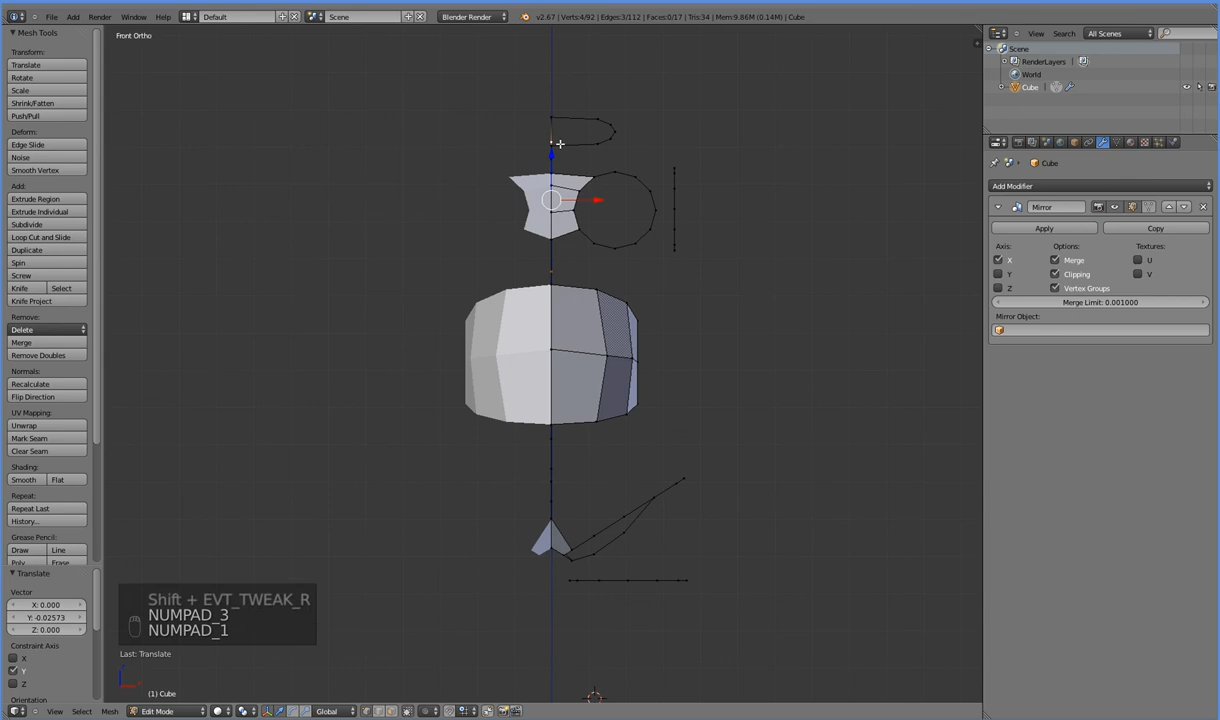 File Add Render Window Help Default Scene Blender Render v2.67 | Verts:4/92 | Edges:3/112 | Faces:0/17 | Tris:34 | Mem:9.86M (0.14M) | Cube
Mesh Tools
Transform:
Translate
Rotate
Scale
Shrink/Fatten
Push/Pull
Deform:
Edge Slide
Noise
Smooth Vertex
Add:
Extrude Region
Extrude Individual
Subdivide
Loop Cut and Slide
Duplicate
Spin
Screw
Knife Select
Knife Project
Remove:
Delete
Merge
Remove Doubles
Normals:
Recalculate
Flip Direction
UV Mapping:
Unwrap
Mark Seam
Clear Seam
Shading:
Smooth Flat
Repeat:
Repeat Last
History...
Grease Pencil:
Draw Line
Poly Erase
Translate
Vector
X: 0.000
Y: -0.02573
Z: 0.000
Constraint Axis
X
Y
Z
Orientation
Front Ortho
Shift + EVT_TWEAK_R
NUMPAD_3
NUMPAD_1
Last: Translate
(1) Cube
View Select Mesh Edit Mode Global
View Search All Scenes
Scene
RenderLayers
World
Cube
Cube
Add Modifier
Mirror
Apply Copy
Axis: Options: Textures:
X Merge U
Y Clipping V
Z Vertex Groups
Merge Limit: 0.001000
Mirror Object: